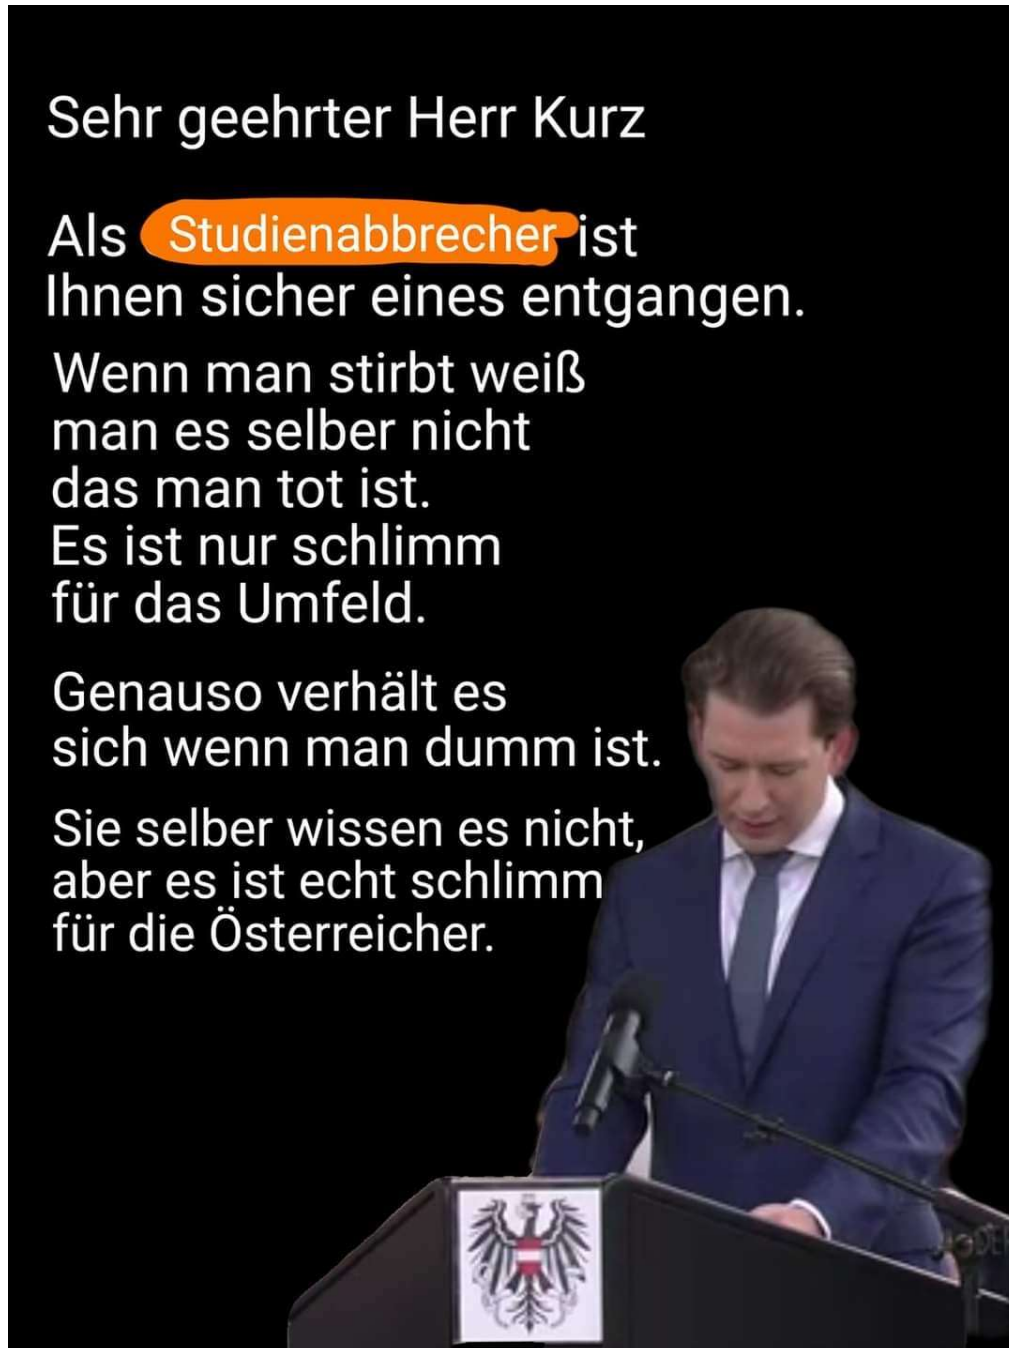 Sehr geehrter Herr Kurz
Als Studienabbrecher ist
Ihnen sicher eines entgangen.
Wenn man stirbt weiß
man es selber nicht
das man tot ist.
Es ist nur schlimm
für das Umfeld.
Genauso verhält es
sich wenn man dumm ist.
Sie selber wissen es nicht,
aber es ist echt schlimm
für die Österreicher.